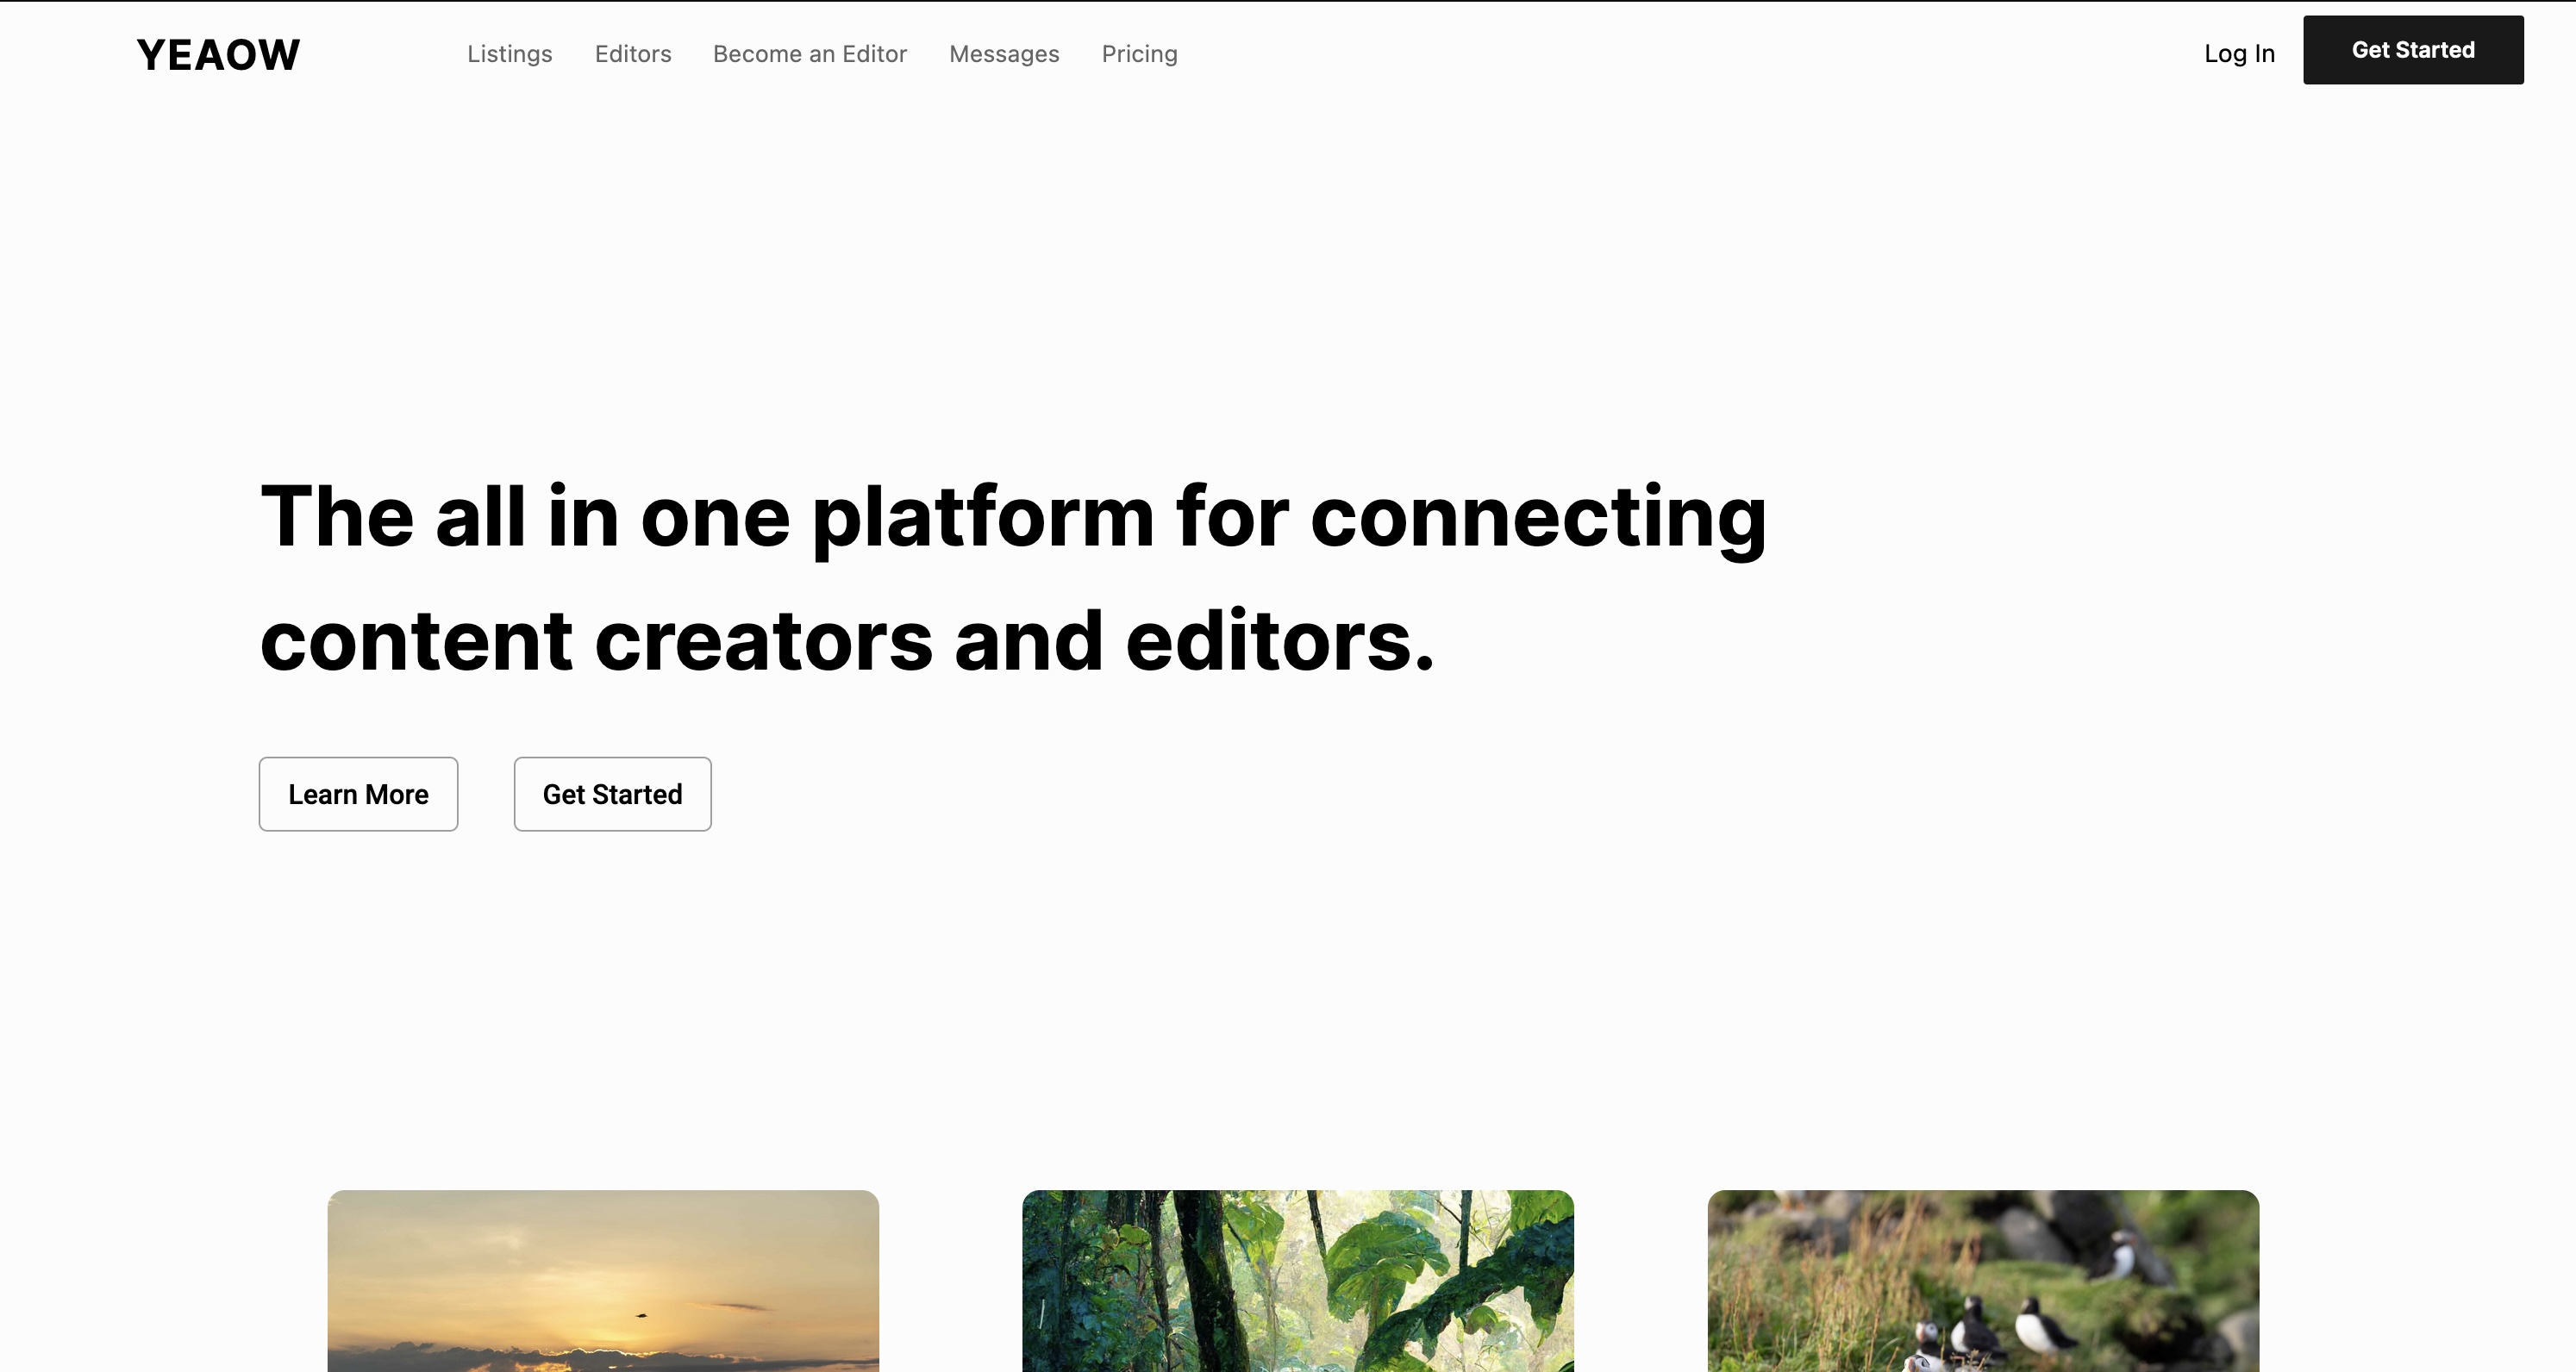 YEAOW
Listings Editors Become an Editor Messages Pricing
Log In Get Started
The all in one platform for connecting
content creators and editors.
Learn More Get Started